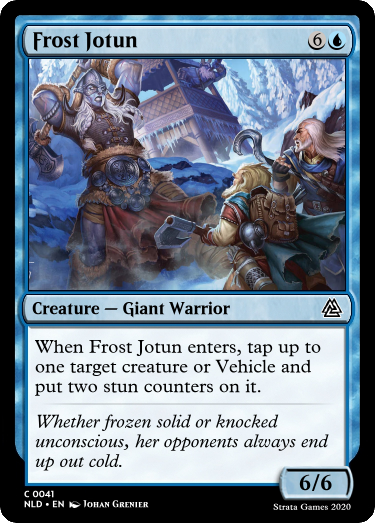 Frost Jotun 6
Creature — Giant Warrior
When Frost Jotun enters, tap up to
one target creature or Vehicle and
put two stun counters on it.
Whether frozen solid or knocked
unconscious, her opponents always end
up out cold.
6/6
C 0041
NLD • EN Johan Grenier
Strata Games 2020